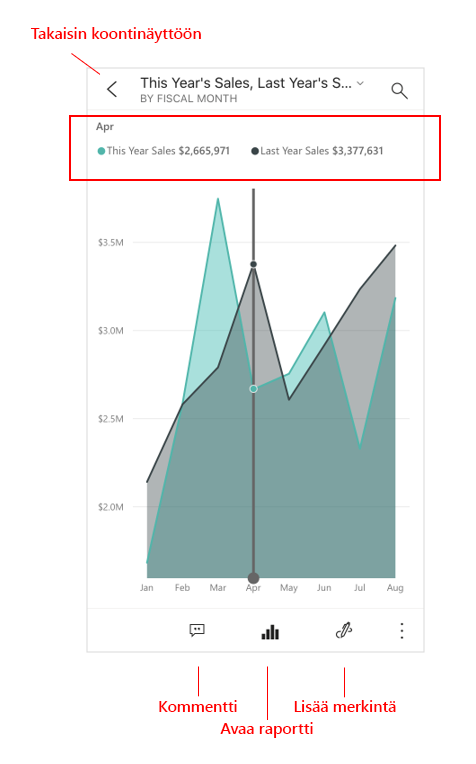 Takaisin koontinäyttöön
This Year's Sales, Last Year's S...
BY FISCAL MONTH
Apr
This Year Sales $2,665,971 Last Year Sales $3,377,631
$3.5M
$3.0M
$2.5M
$2.0M
Jan Feb Mar Apr May Jun Jul Aug
Kommentti Lisää merkintä
Avaa raportti